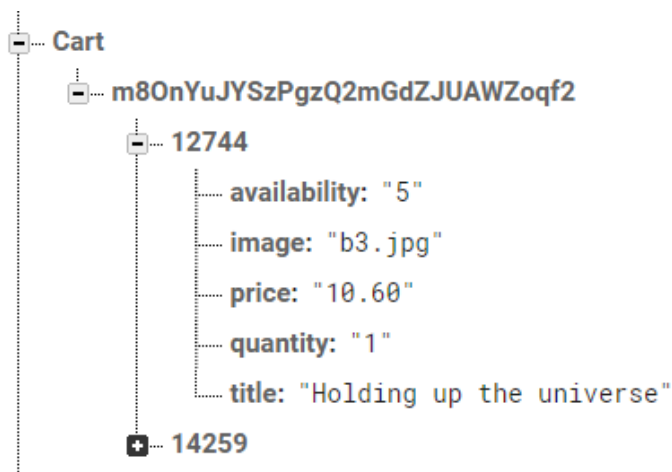 Cart
m8OnYuJYSzPgzQ2mGdZJUAWZoqf2
12744
availability: "5"
image: "b3.jpg"
price: "10.60"
quantity: "1"
title: "Holding up the universe"
14259